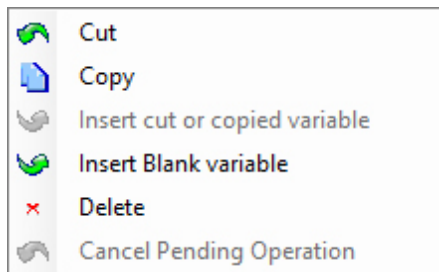 Cut
Copy
Insert cut or copied variable
Insert Blank variable
Delete
Cancel Pending Operation